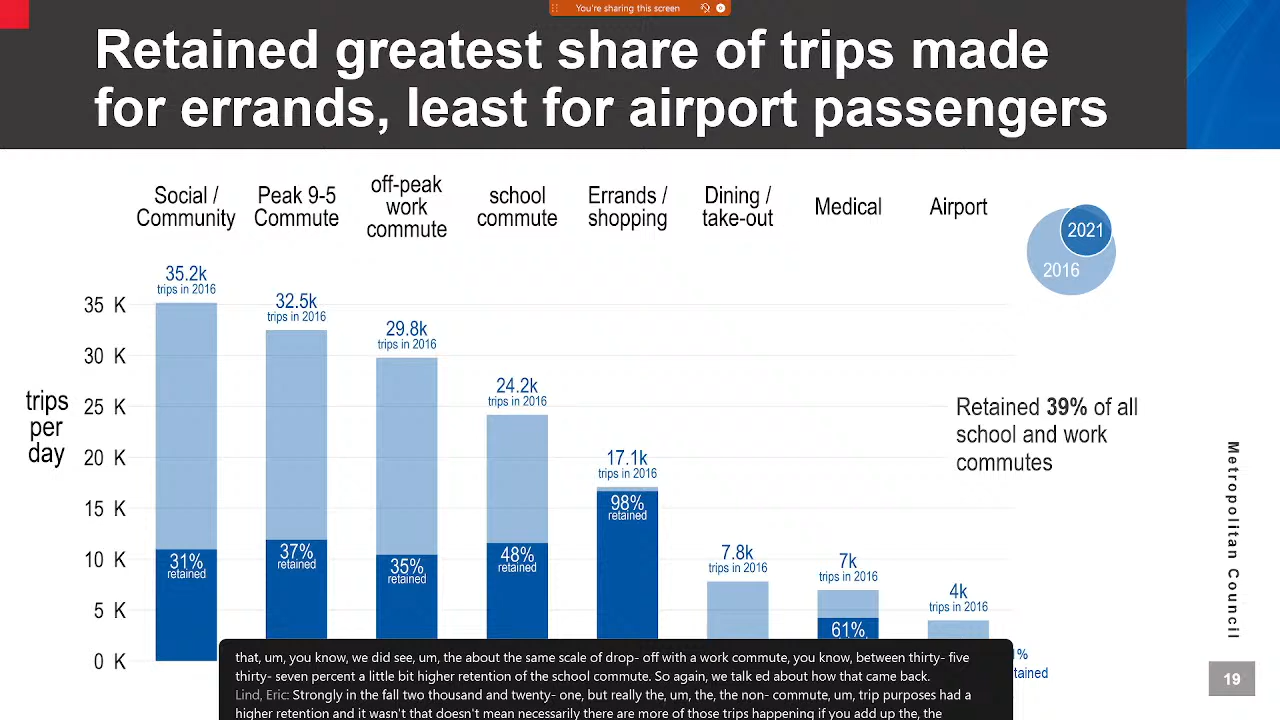 You're sharing this screen
Retained greatest share of trips made
for errands, least for airport passengers
Social /
Community
Peak 9-5
Commute
off-peak
work
commute
school
commute
Errands /
shopping
Dining /
take-out
Medical
Airport
2021
2016
35.2k
trips in 2016
32.5k
trips in 2016
29.8k
trips in 2016
24.2k
trips in 2016
17.1k
trips in 2016
7.8k
trips in 2016
7k
trips in 2016
4k
trips in 2016
35 K
30 K
25 K
20 K
15 K
10 K
5 K
0 K
trips
per
day
31%
retained
37%
retained
35%
retained
48%
retained
98%
retained
61%
Retained 39% of all
school and work
commutes
Metropolitan Council
that, um, you know, we did see, um, the about the same scale of drop- off with a work commute, you know, between thirty- five
thirty- seven percent a little bit higher retention of the school commute. So again, we talk ed about how that came back.
Lind, Eric: Strongly in the fall two thousand and twenty- one, but really the, um, the, the non- commute, um, trip purposes had a
higher retention and it wasn't that doesn't mean necessarily there are more of those trips happening if you add up the, the
%
tained
19